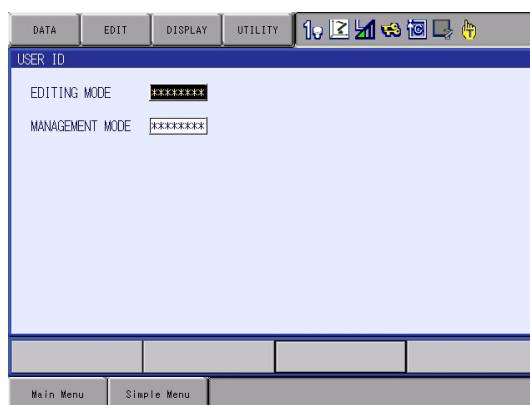 DATA EDIT DISPLAY UTILITY
USER ID
EDITING MODE ********
MANAGEMENT MODE ********
Main Menu Simple Menu